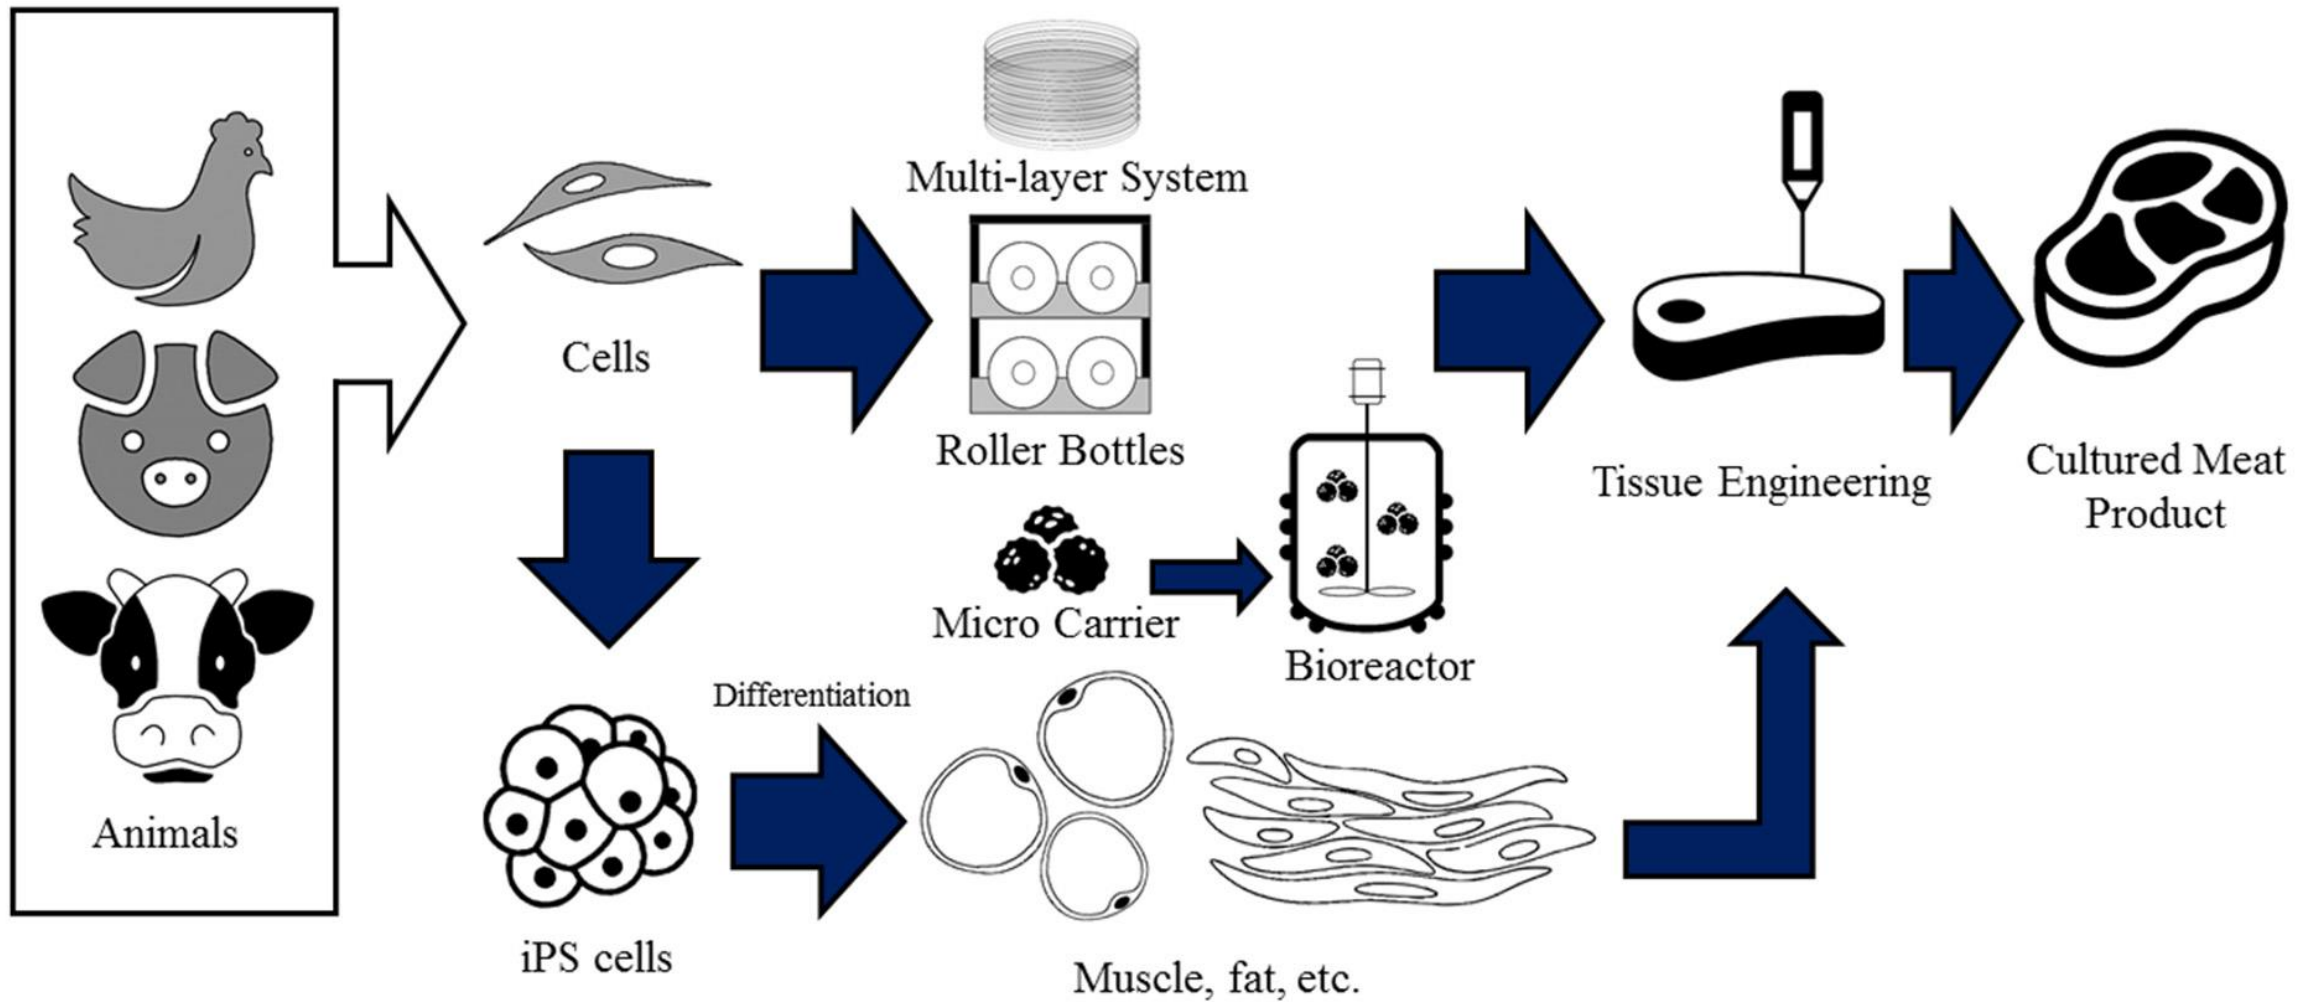 Multi-layer System
Cells
Roller Bottles
Micro Carrier
Bioreactor
Tissue Engineering
Cultured Meat
Product
Animals
Differentiation
iPS cells
Muscle, fat, etc.